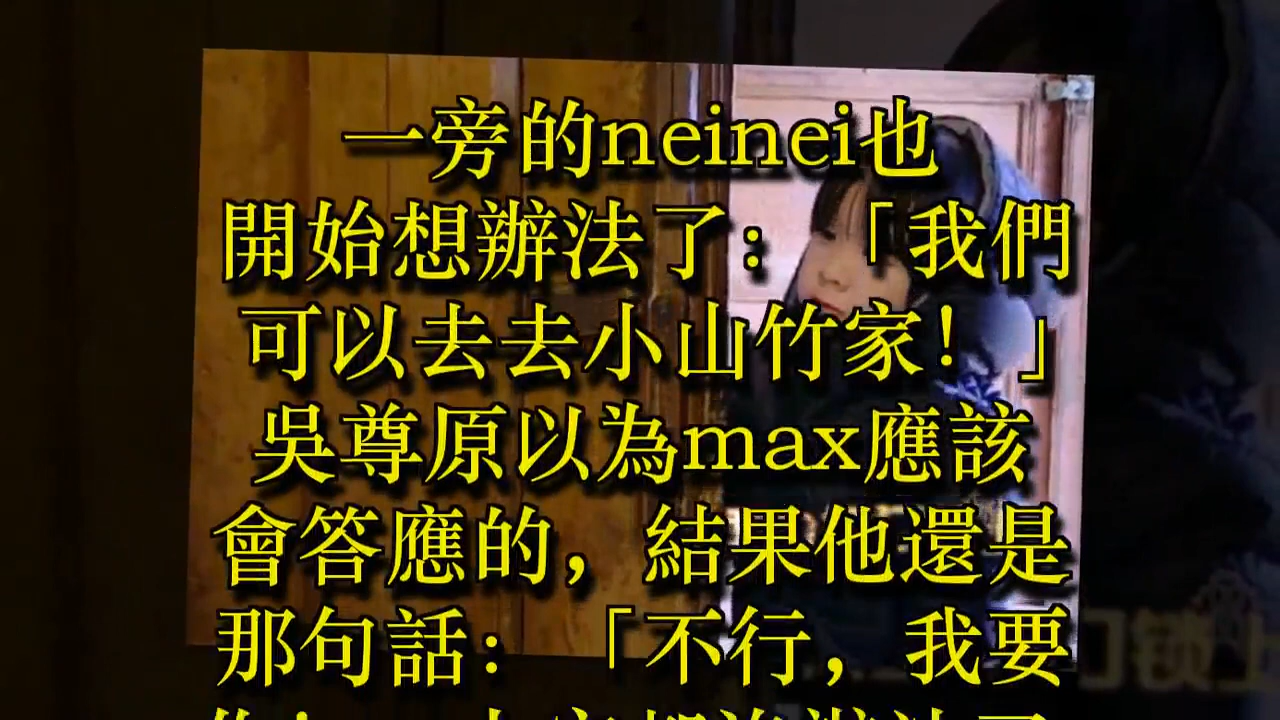 一旁的neinei也
開始想辦法了：「我們
可以去去小山竹家！」
吳尊原以為max應該
會答應的，結果他還是
那句話：「不行，我要